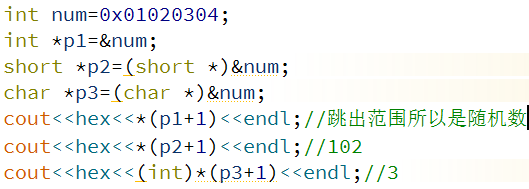 int num=0x01020304;
int *p1=&num;
short *p2=(short *)&num;
char *p3=(char *)&num;
cout<<hex<<*(p1+1)<<endl;//跳出范围所以是随机数
cout<<hex<<*(p2+1)<<endl;//102
cout<<hex<<(int)*(p3+1)<<endl;//3